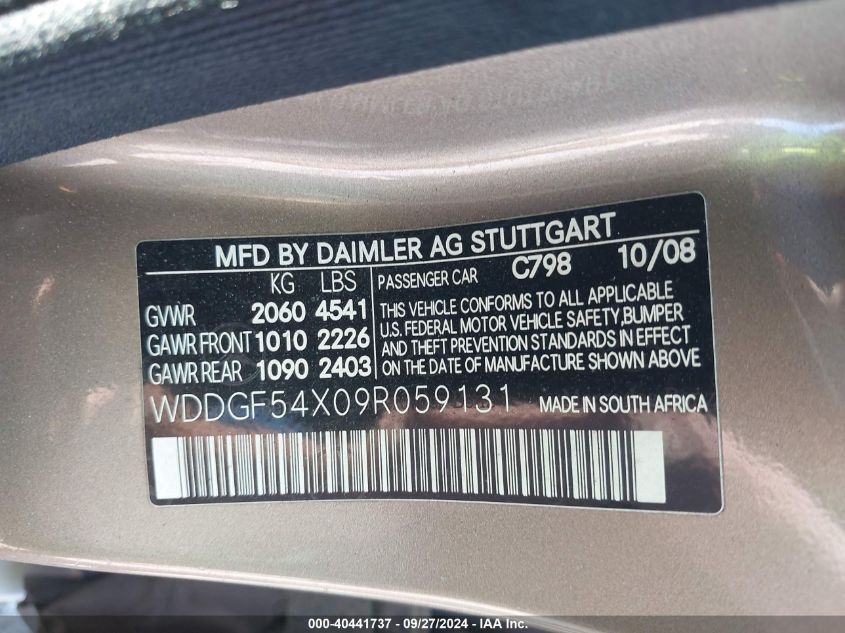 MFD BY DAIMLER AG STUTTGART
KG LBS
GVWR 2060 4541
GAWR FRONT 1010 2226
GAWR REAR 1090 2403
PASSENGER CAR C798 10/08
THIS VEHICLE CONFORMS TO ALL APPLICABLE
U.S. FEDERAL MOTOR VEHICLE SAFETY,BUMPER
AND THEFT PREVENTION STANDARDS IN EFFECT
ON THE DATE OF MANUFACTURE SHOWN ABOVE
WDDGF54X09R059131 MADE IN SOUTH AFRICA
000-40441737 - 09/27/2024 - IAA Inc.